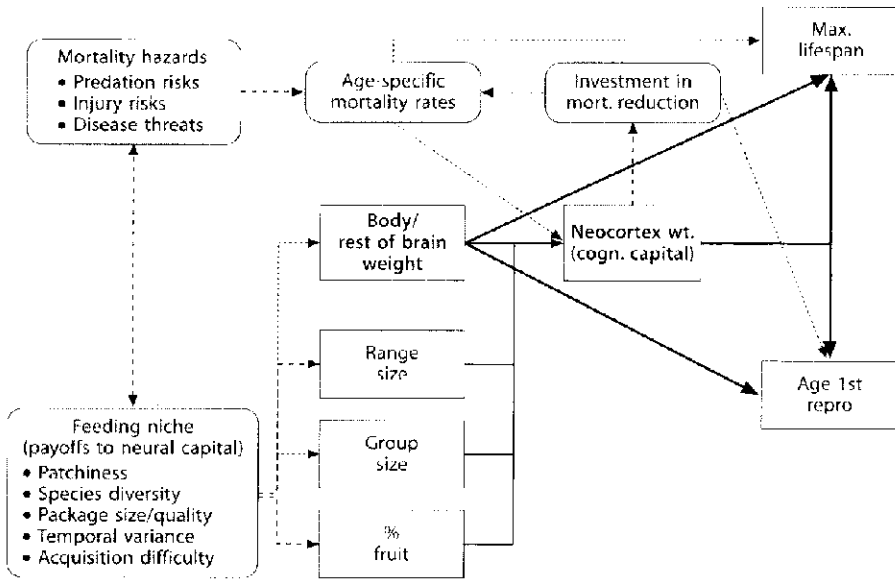 Max.
lifespan
Mortality hazards
• Predation risks
• Injury risks
• Disease threats
Age-specific
mortality rates
Investment in
mort. reduction
Body/
rest of brain
weight
Neocortex wt.
(cogn. capital)
Range
size
Age 1st
repro
Feeding niche
(payoffs to neural capital)
• Patchiness
• Species diversity
• Package size/quality
• Temporal variance
• Acquisition difficulty
Group
size
%
fruit